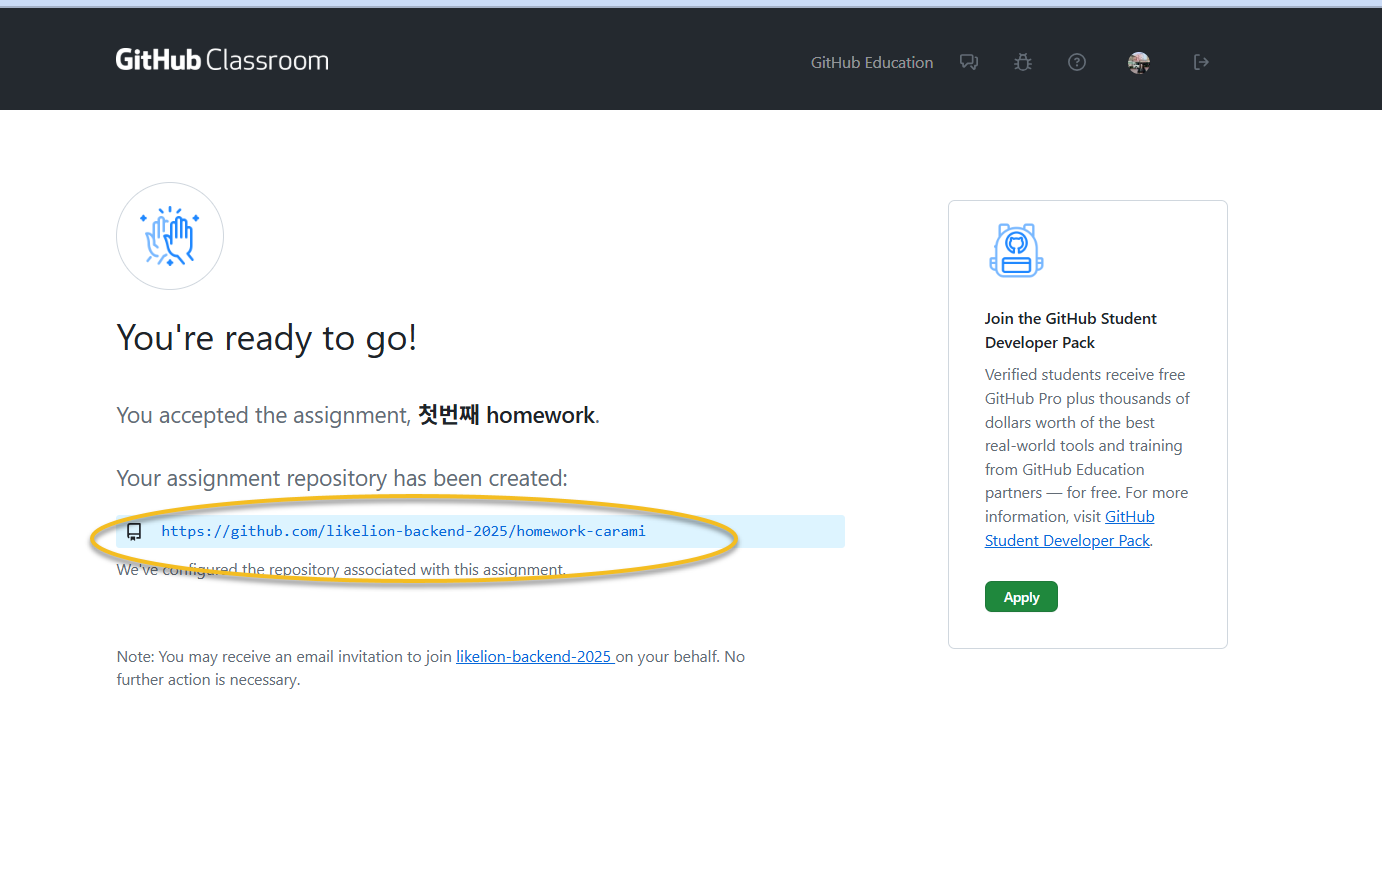 GitHub Classroom
GitHub Education
You're ready to go!
You accepted the assignment, 첫번째 homework.
Your assignment repository has been created:
https://github.com/likelion-backend-2025/homework-carami
We've configured the repository associated with this assignment.
Note: You may receive an email invitation to join likelion-backend-2025 on your behalf. No
further action is necessary.
Join the GitHub Student
Developer Pack
Verified students receive free
GitHub Pro plus thousands of
dollars worth of the best
real-world tools and training
from GitHub Education
partners — for free. For more
information, visit GitHub
Student Developer Pack.
Apply